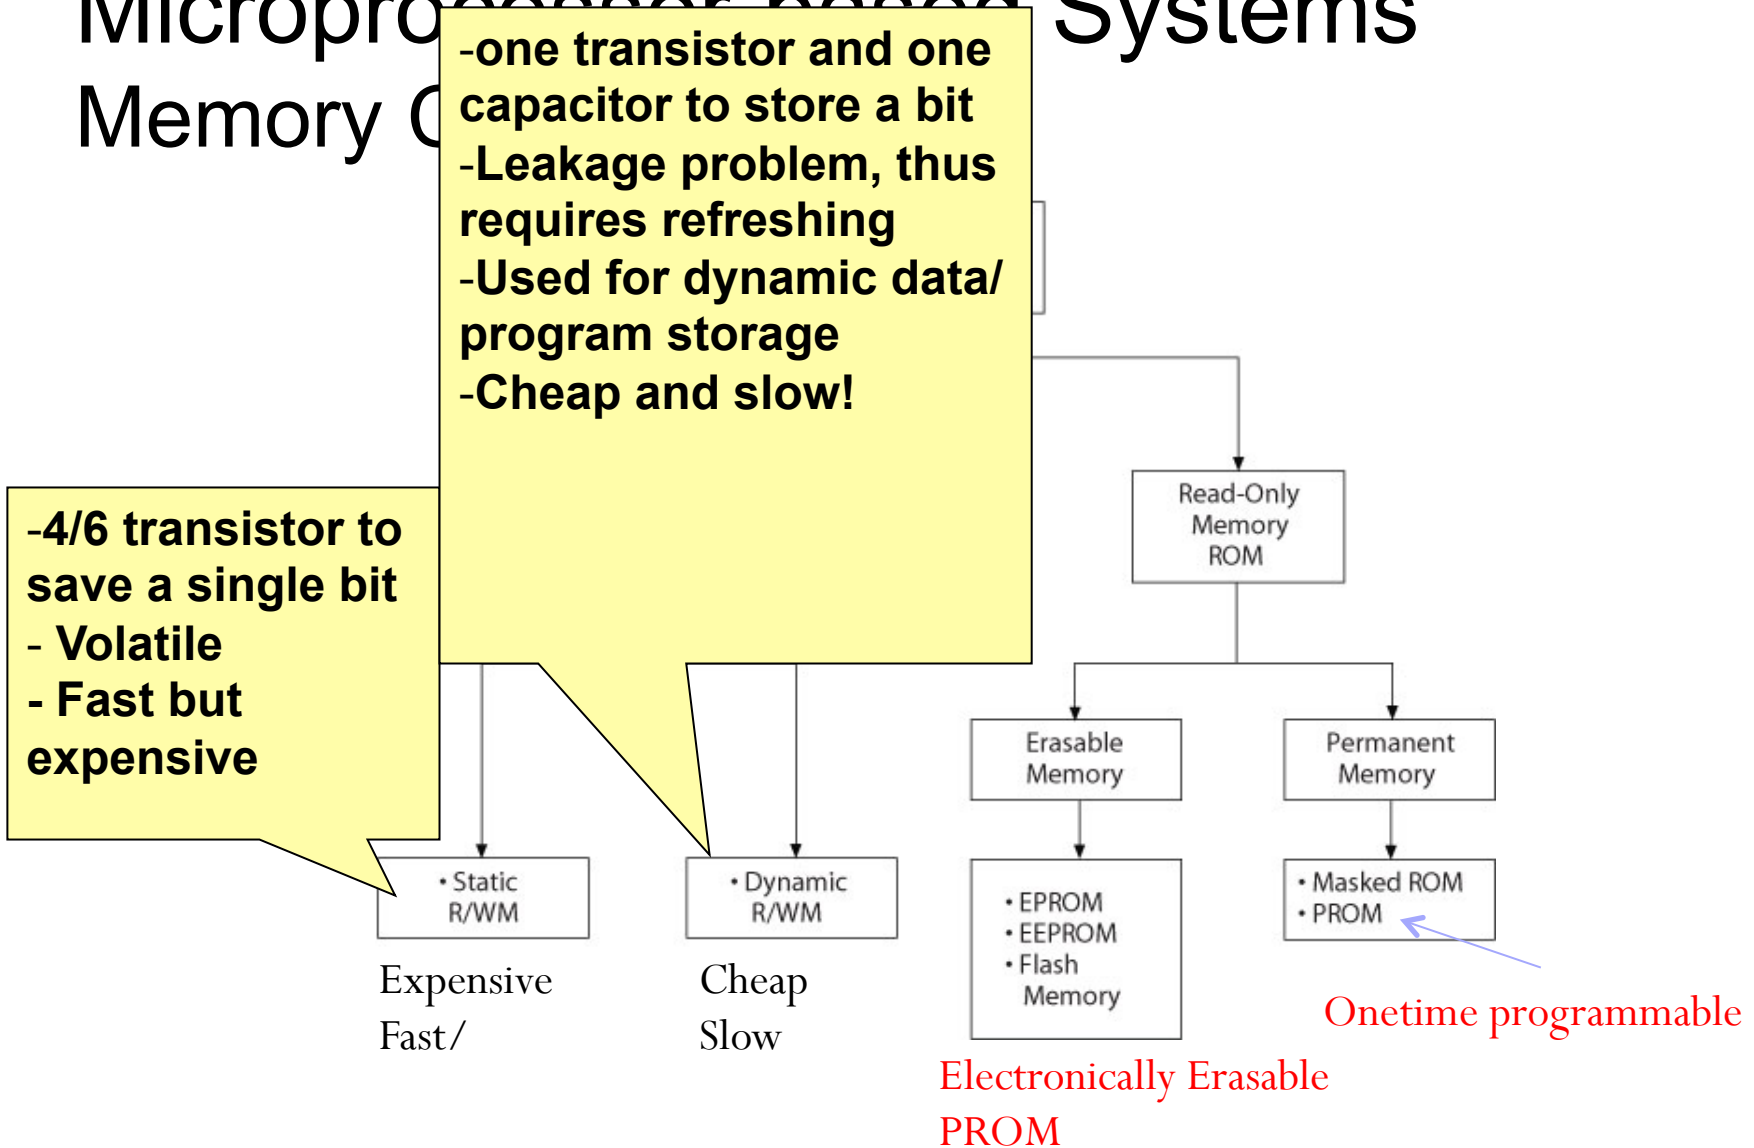 Systems
Memory
-one transistor and one
capacitor to store a bit
-Leakage problem, thus
requires refreshing
-Used for dynamic data/
program storage
-Cheap and slow!
-4/6 transistor to
save a single bit
- Volatile
- Fast but
expensive
Read-Only
Memory
ROM
Erasable
Memory
Permanent
Memory
• Static
R/WM
• Dynamic
R/WM
• EPROM
• EEPROM
• Flash
Memory
• Masked ROM
• PROM
Expensive
Fast/
Cheap
Slow
Onetime programmable
Electronically Erasable
PROM